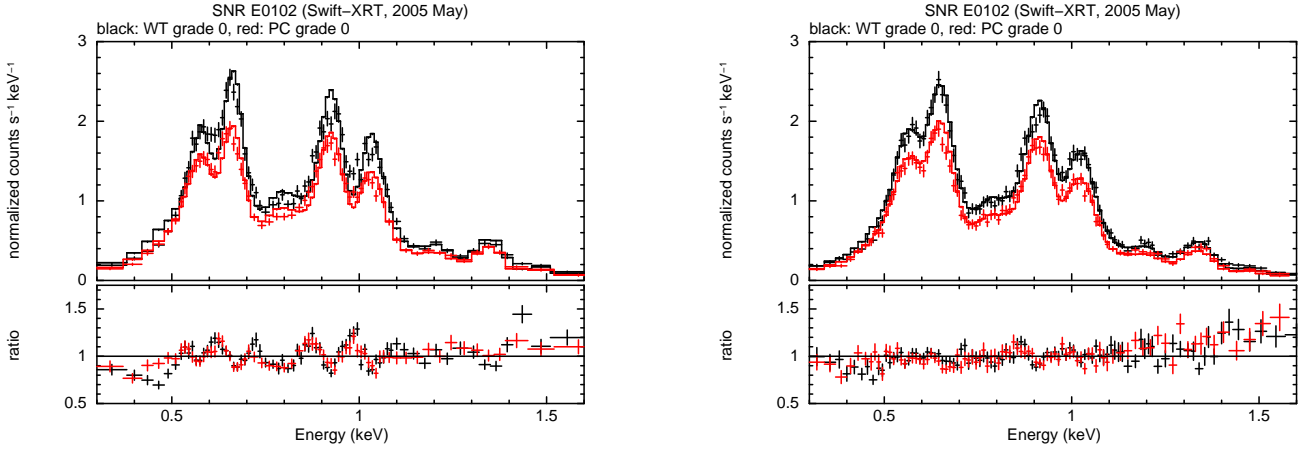 SNR E0102 (Swift−XRT, 2005 May)
black: WT grade 0, red: PC grade 0
3
2
1
0
normalized counts s−1 keV−1
1.5
1
0.5
ratio
0.5
1
1.5
Energy (keV)
SNR E0102 (Swift−XRT, 2005 May)
black: WT grade 0, red: PC grade 0
3
2
1
0
normalized counts s−1 keV−1
1.5
1
0.5
ratio
0.5
1
1.5
Energy (keV)